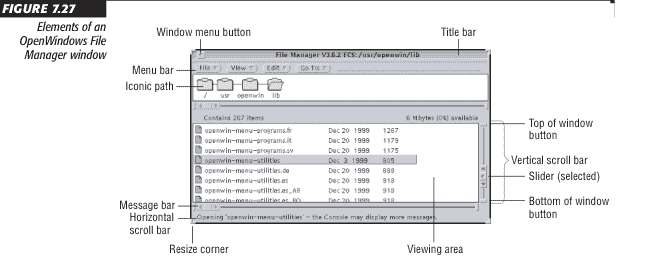 FIGURE 7.27
Elements of an
OpenWindows File
Manager window
Window menu button
Title bar
File Manager V3.6.2 ECS: /usr/openwin/lib
Menu bar
File View Edit Go To:
Iconic path
/ usr openwin lib
Contains 267 items 6 Mbytes (0%) available
openwin-menu-programs.fr Dec 20 1999 1267
openwin-menu-programs.it Dec 20 1999 1179
openwin-menu-programs.sv Dec 20 1999 1175
openwin-menu-utilities Dec 3 1999 805
openwin-menu-utilities.de Dec 20 1999 888
openwin-menu-utilities.es Dec 20 1999 918
openwin-menu-utilities.es_AR Dec 20 1999 918
openwin-menu-utilities.es_BO Dec 20 1999 918
Top of window
button
Vertical scroll bar
Slider (selected)
Bottom of window
button
Message bar
Horizontal
scroll bar
Opening 'openwin-menu-utilities' - the Console may display more messages.
Resize corner
Viewing area